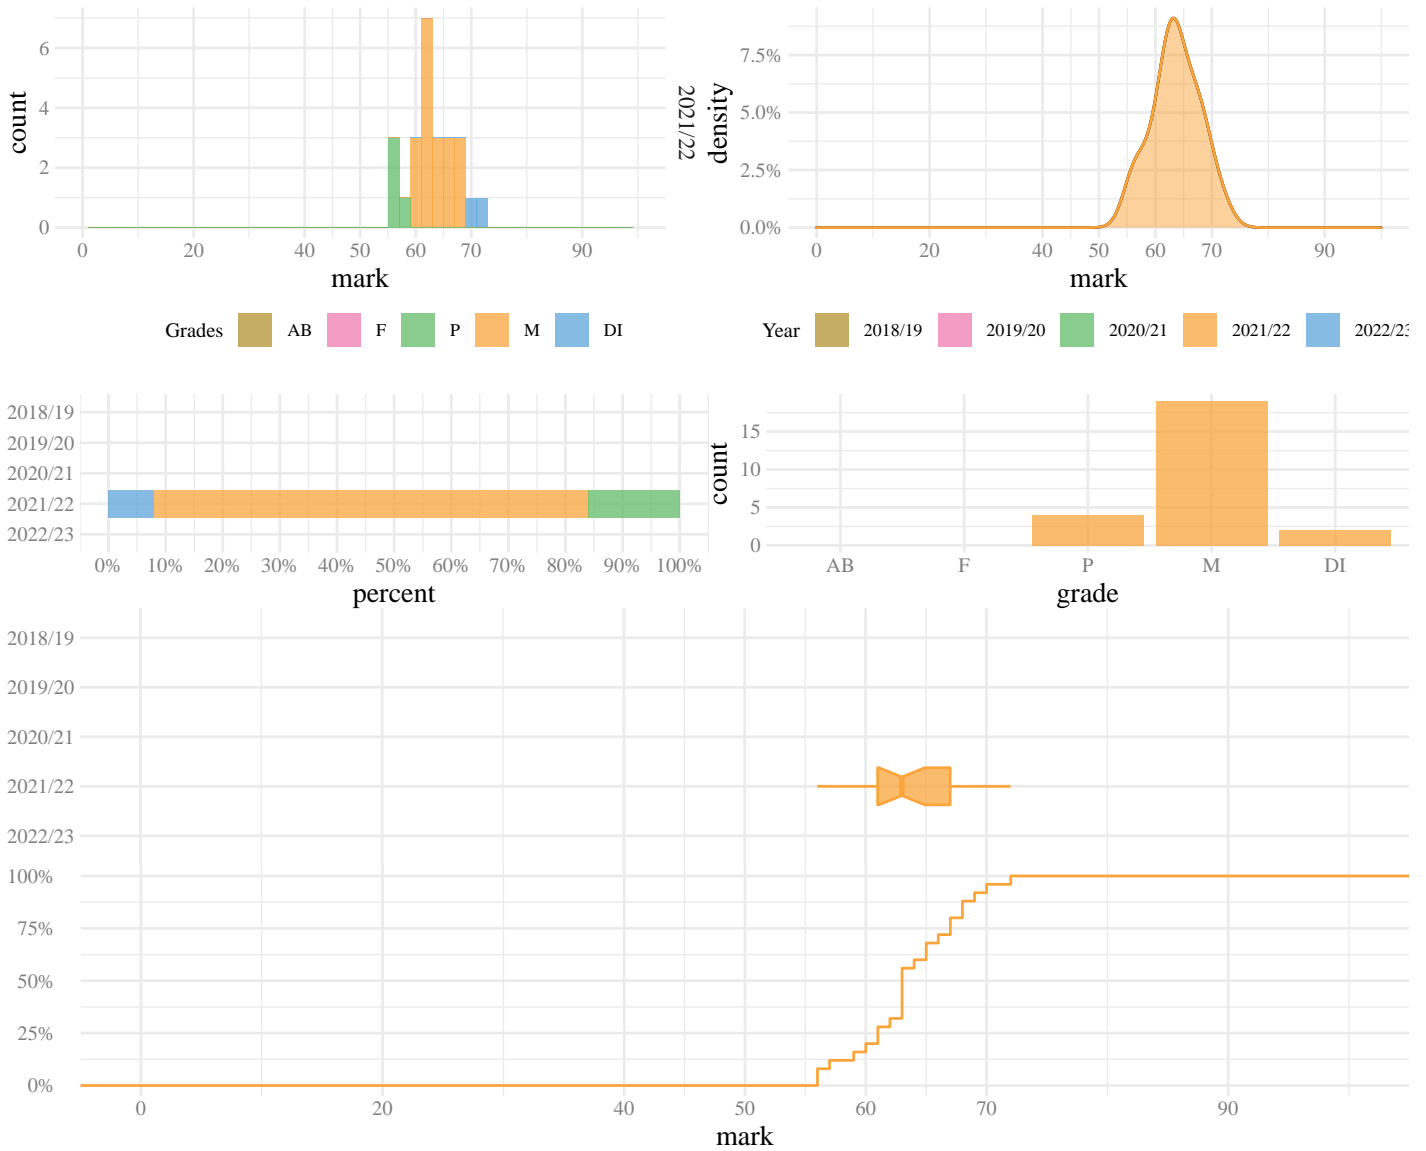 6
4
2
0
count
0 20 40 50 60 70 90
mark
2021/22
7.5%
5.0%
2.5%
0.0%
density
0 20 40 50 60 70 90
mark
Grades AB F P M DI
Year 2018/19 2019/20 2020/21 2021/22 2022/23
2018/19
2019/20
2020/21
2021/22
2022/23
0% 10% 20% 30% 40% 50% 60% 70% 80% 90% 100%
percent
15
10
5
0
count
AB F P M DI
grade
2018/19
2019/20
2020/21
2021/22
2022/23
100%
75%
50%
25%
0%
0 20 40 50 60 70 90
mark